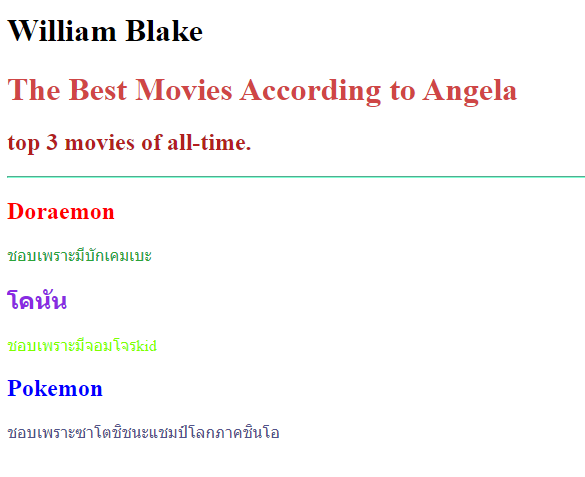 William Blake
The Best Movies According to Angela
top 3 movies of all-time.
Doraemon
ชอบเพราะมีบักเคมเบะ
โคนัน
ชอบเพราะมีจอมโจรkid
Pokemon
ชอบเพราะซาโตชิชนะแชมป์โลกภาคชินโอ